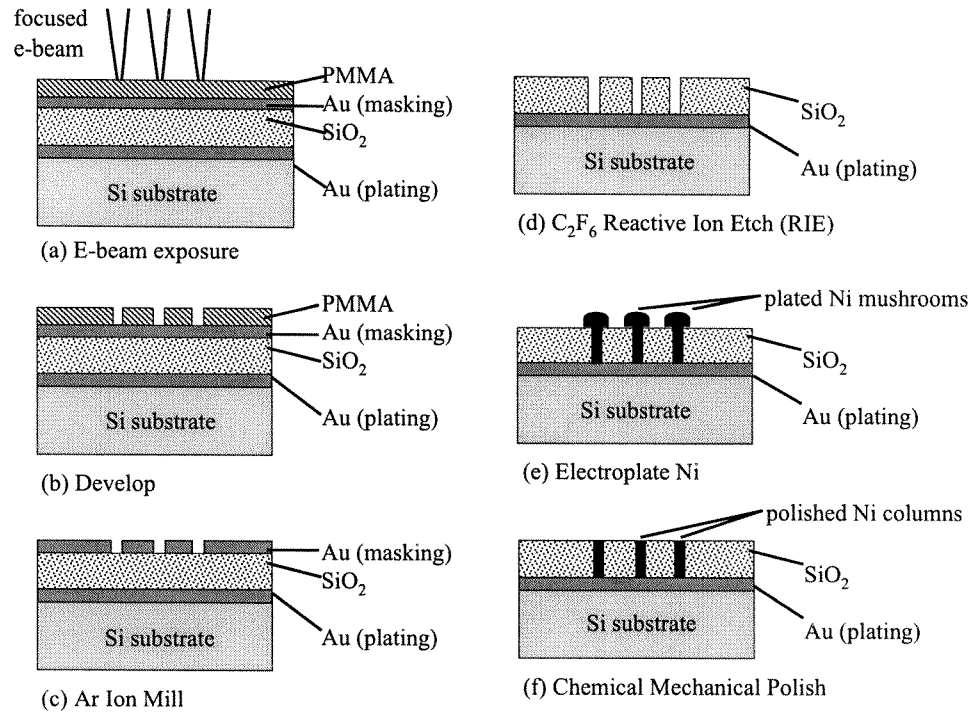 focused
e-beam
PMMA
Au (masking)
SiO₂
Au (plating)
Si substrate
(a) E-beam exposure
PMMA
Au (masking)
SiO₂
Au (plating)
Si substrate
(b) Develop
Au (masking)
SiO₂
Au (plating)
Si substrate
(c) Ar Ion Mill
SiO₂
Au (plating)
Si substrate
(d) C₂F₆ Reactive Ion Etch (RIE)
plated Ni mushrooms
SiO₂
Au (plating)
Si substrate
(e) Electroplate Ni
polished Ni columns
SiO₂
Au (plating)
Si substrate
(f) Chemical Mechanical Polish